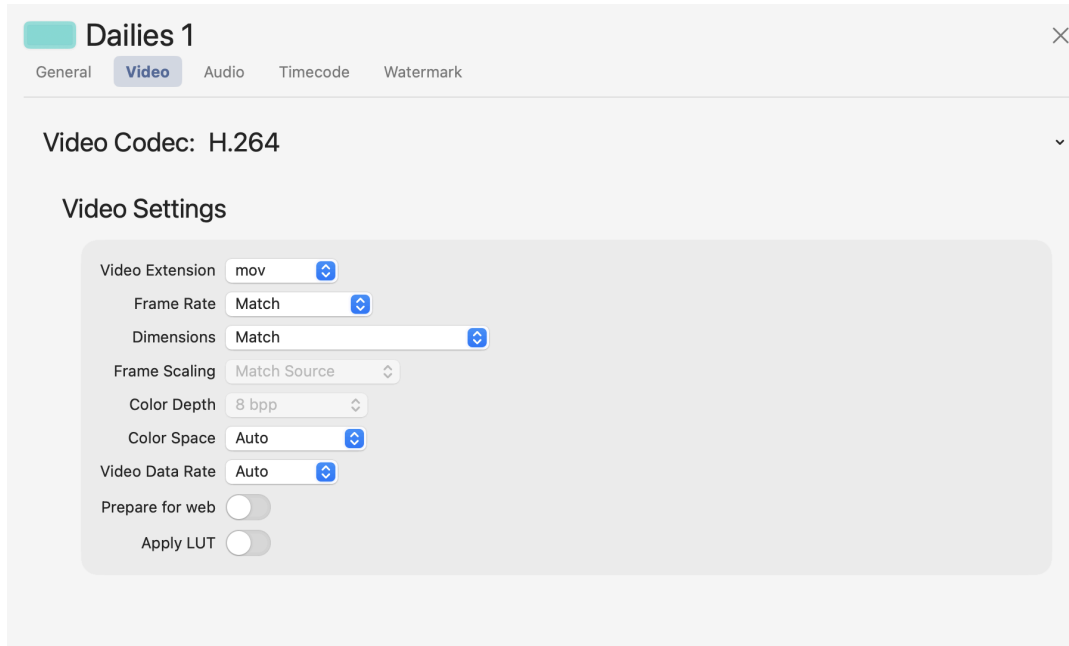 Dailies 1
General Video Audio Timecode Watermark
Video Codec: H.264
Video Settings
Video Extension mov
Frame Rate Match
Dimensions Match
Frame Scaling Match Source
Color Depth 8 bpp
Color Space Auto
Video Data Rate Auto
Prepare for web
Apply LUT